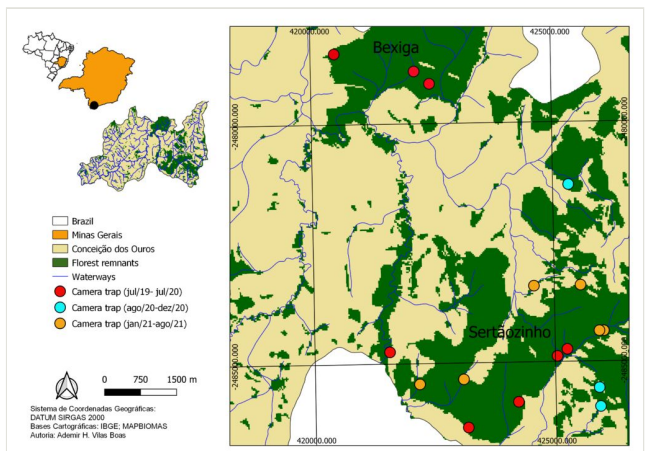 420000.000
425000.000
Bexiga
-2480000.000
-2480000.000
Sertãozinho
-2485000.000
-2485000.000
420000.000
425000.000
Brazil
Minas Gerais
Conceição dos Ouros
Florest remnants
Waterways
Camera trap (jul/19- jul/20)
Camera trap (ago/20-dez/20)
Camera trap (jan/21-ago/21)
0 750 1500 m
Sistema de Coordenadas Geográficas:
DATUM SIRGAS 2000
Bases Cartográficas: IBGE; MAPBIOMAS
Autoria: Ademir H. Vilas Boas